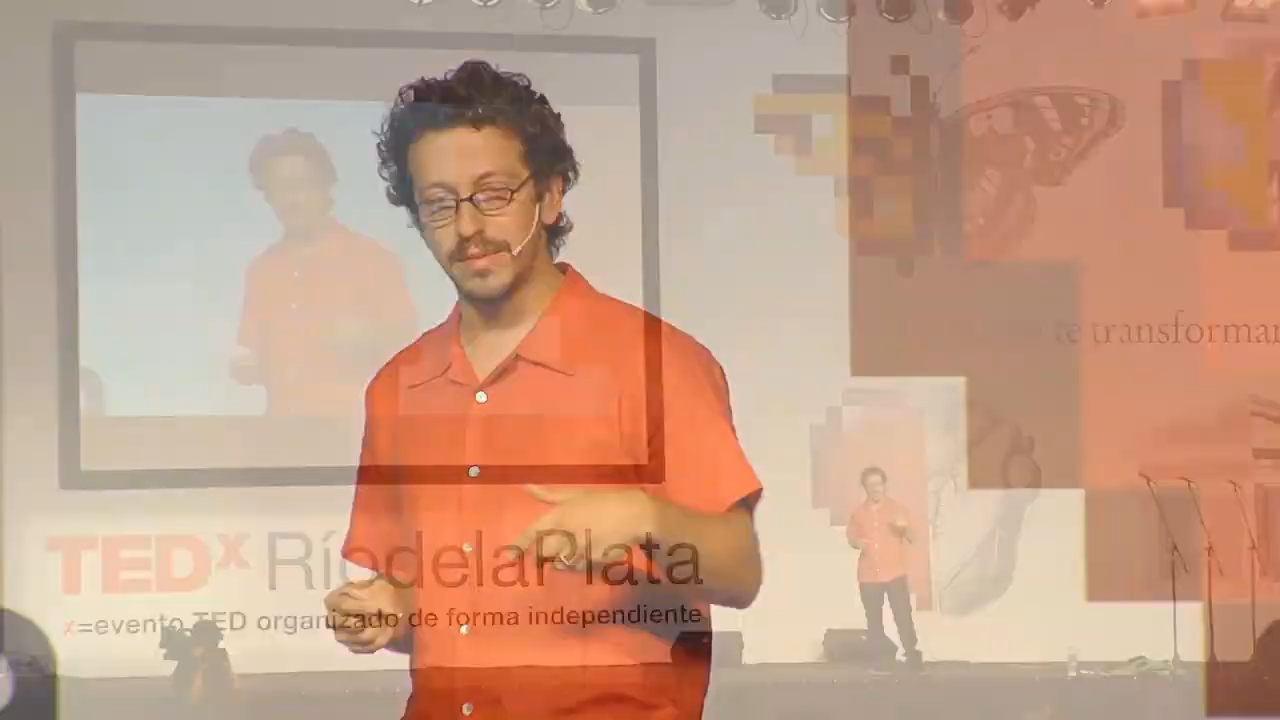 TEDx RíodelaPlata
x=evento TED organizado de forma independiente
te transformar